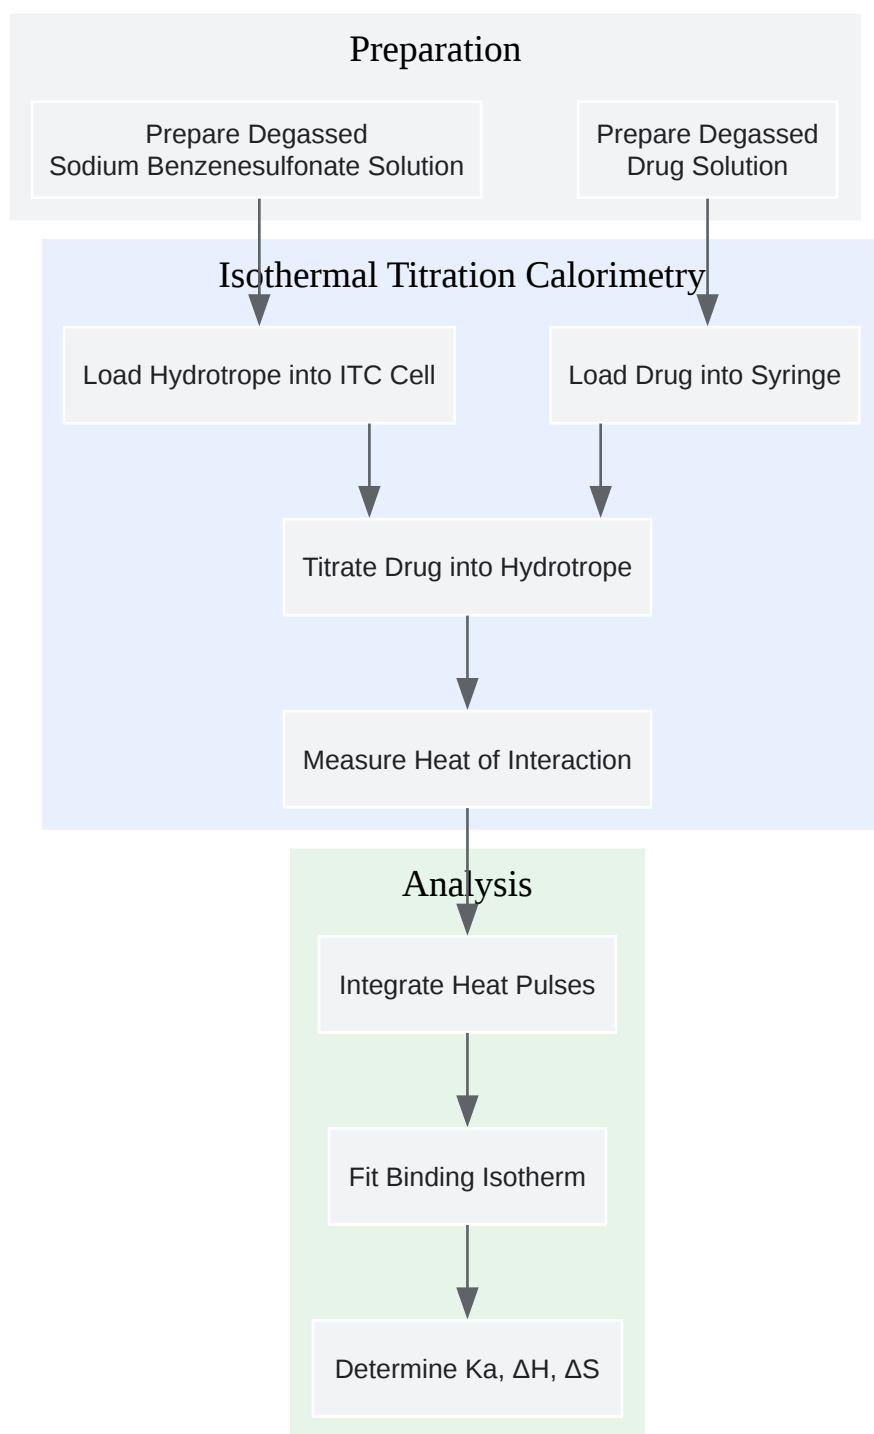 Preparation
Prepare Degassed
Sodium Benzenesulfonate Solution
Prepare Degassed
Drug Solution
Isothermal Titration Calorimetry
Load Hydrotrope into ITC Cell
Load Drug into Syringe
Titrate Drug into Hydrotrope
Measure Heat of Interaction
Analysis
Integrate Heat Pulses
Fit Binding Isotherm
Determine Ka, ΔH, ΔS